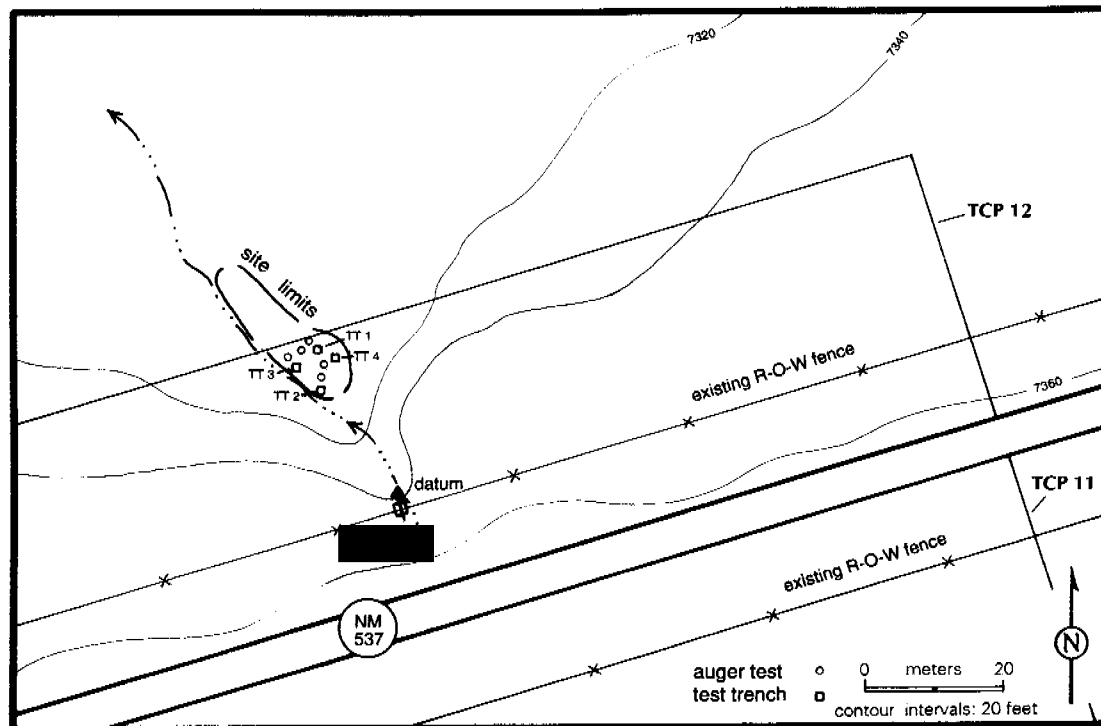 7320
7340
TCP 12
site limits
TT 1
TT 4
TT 3
TT 2
existing R-O-W fence
7360
datum
TCP 11
existing R-O-W fence
NM
537
N
auger test 0 meters 20
test trench
contour intervals: 20 feet